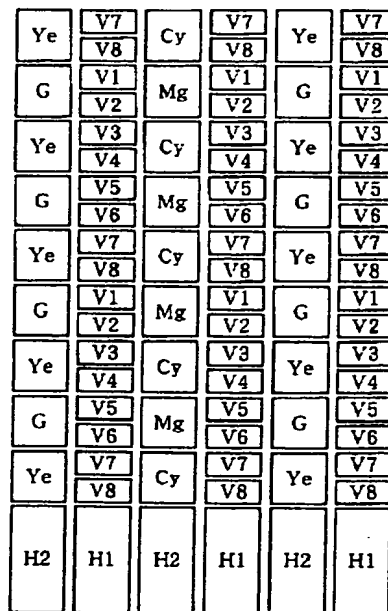 Ye V7 Cy V7 Ye V7
V8 V8 V8
G V1 Mg V1 G V1
V2 V2 V2
Ye V3 Cy V3 Ye V3
V4 V4 V4
G V5 Mg V5 G V5
V6 V6 V6
Ye V7 Cy V7 Ye V7
V8 V8 V8
G V1 Mg V1 G V1
V2 V2 V2
Ye V3 Cy V3 Ye V3
V4 V4 V4
G V5 Mg V5 G V5
V6 V6 V6
Ye V7 Cy V7 Ye V7
V8 V8 V8
H2 H1 H2 H1 H2 H1